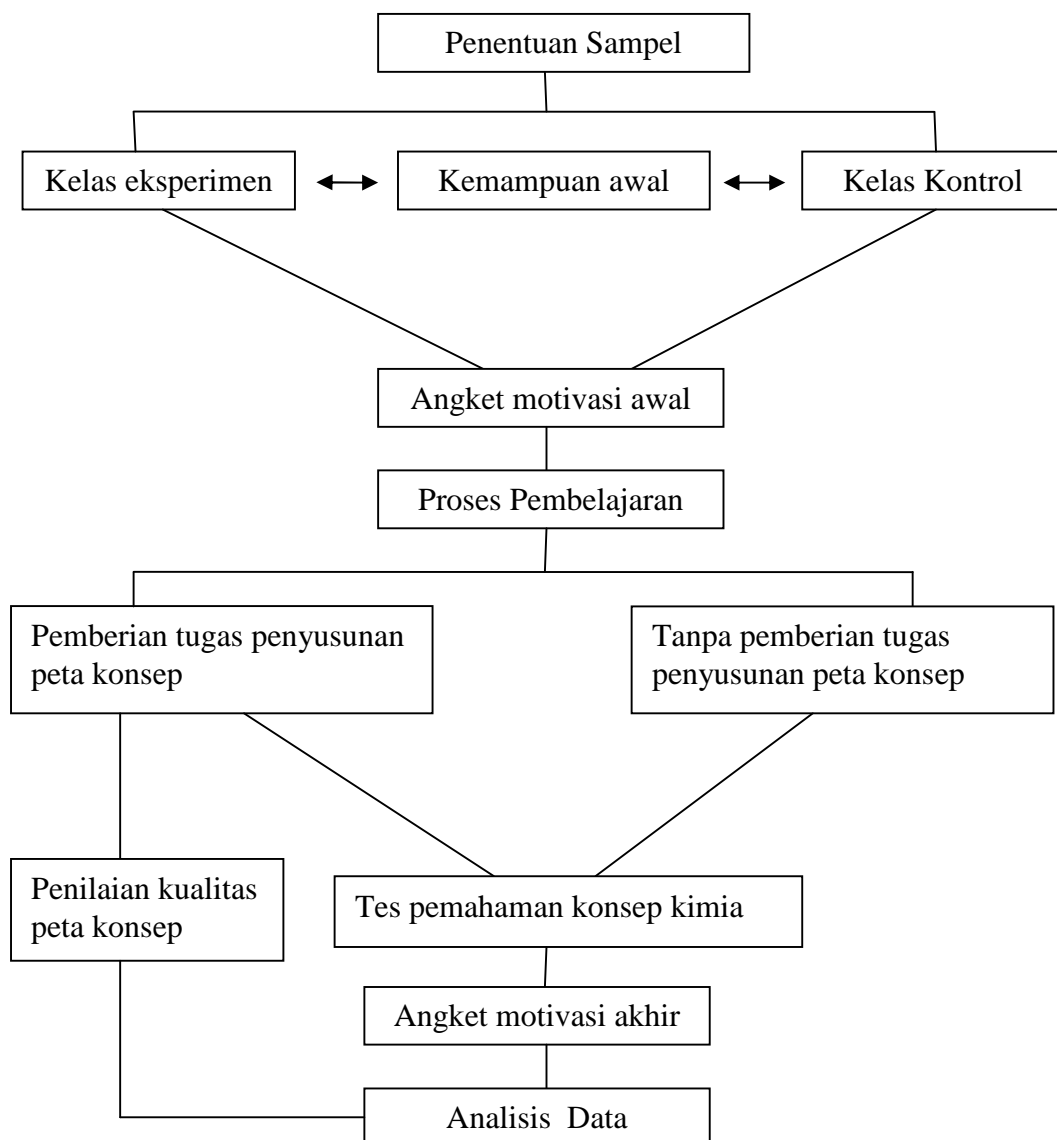 Penentuan Sampel
Kelas eksperimen
Kemampuan awal
Kelas Kontrol
Angket motivasi awal
Proses Pembelajaran
Pemberian tugas penyusunan
peta konsep
Tanpa pemberian tugas
penyusunan peta konsep
Penilaian kualitas
peta konsep
Tes pemahaman konsep kimia
Angket motivasi akhir
Analisis Data